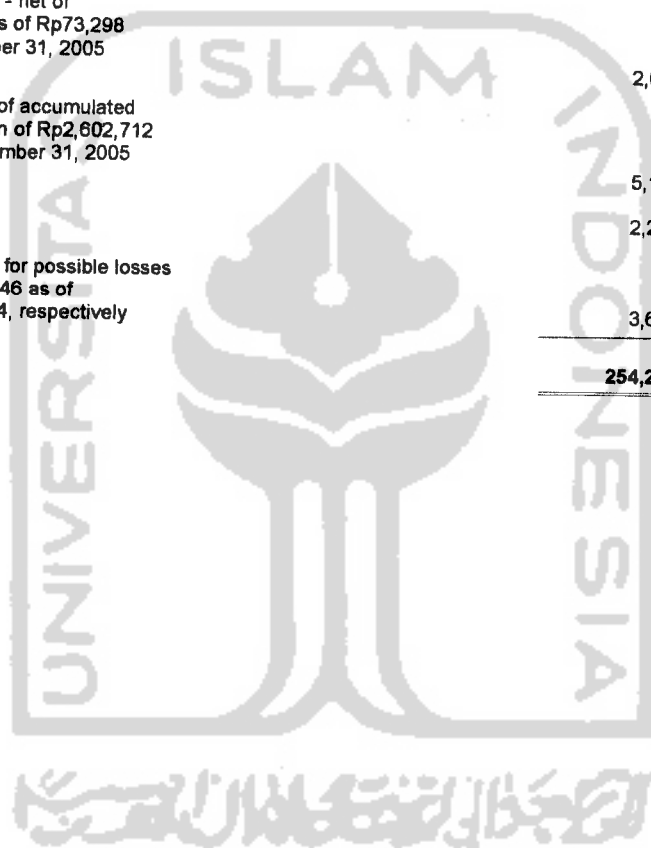 - net of
s of Rp73,298
er 31, 2005
2,0
of accumulated
n of Rp2,602,712
mber 31, 2005
5,1
2,2
for possible losses
46 as of
4, respectively
3,6
254,2
UNIVERSITAS
ISLAM
INDONESIA